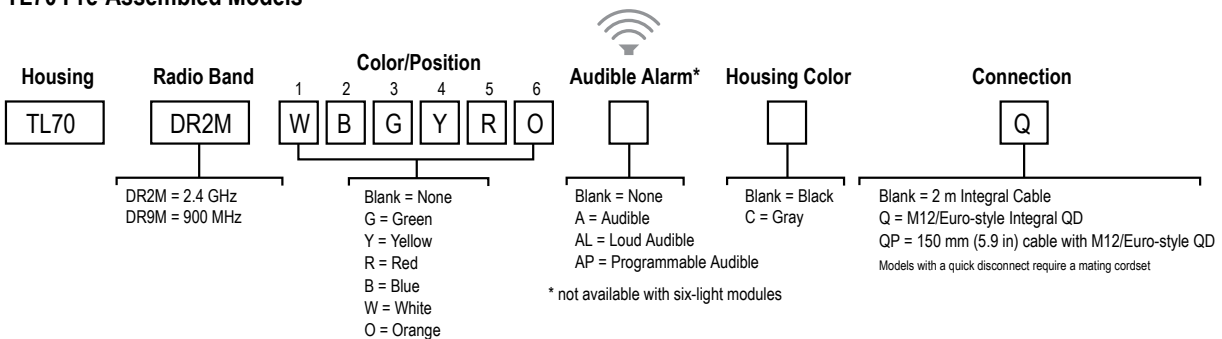 TL70 Pre-Assembled Models
Housing Radio Band Color/Position Audible Alarm* Housing Color Connection
1 2 3 4 5 6
TL70 DR2M W B G Y R O Q
DR2M = 2.4 GHz
DR9M = 900 MHz
Blank = None
G = Green
Y = Yellow
R = Red
B = Blue
W = White
O = Orange
Blank = None
A = Audible
AL = Loud Audible
AP = Programmable Audible
* not available with six-light modules
Blank = Black
C = Gray
Blank = 2 m Integral Cable
Q = M12/Euro-style Integral QD
QP = 150 mm (5.9 in) cable with M12/Euro-style QD
Models with a quick disconnect require a mating cordset